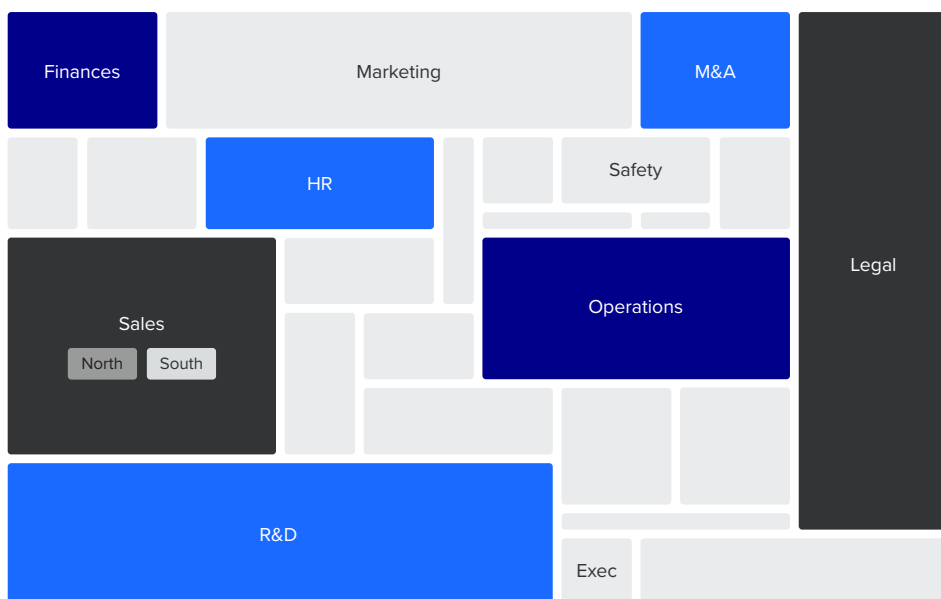 Finances
Marketing
M&A
HR
Safety
Legal
Operations
Sales
North South
R&D
Exec